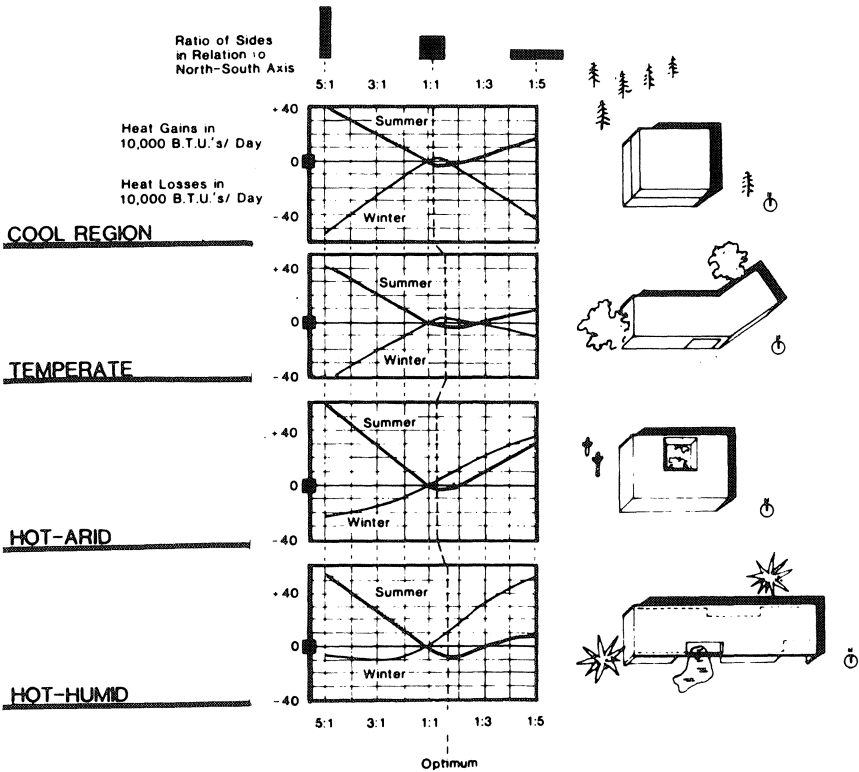 Ratio of Sides
in Relation to
North-South Axis
5:1 3:1 1:1 1:3 1:5
Heat Gains in
10,000 B.T.U.'s/ Day
Heat Losses in
10,000 B.T.U.'s/ Day
+40
0
-40
Summer
Winter
COOL REGION
+40
0
-40
Summer
Winter
TEMPERATE
+40
0
-40
Summer
Winter
HOT-ARID
+40
0
-40
Summer
Winter
HOT-HUMID
5:1 3:1 1:1 1:3 1:5
Optimum